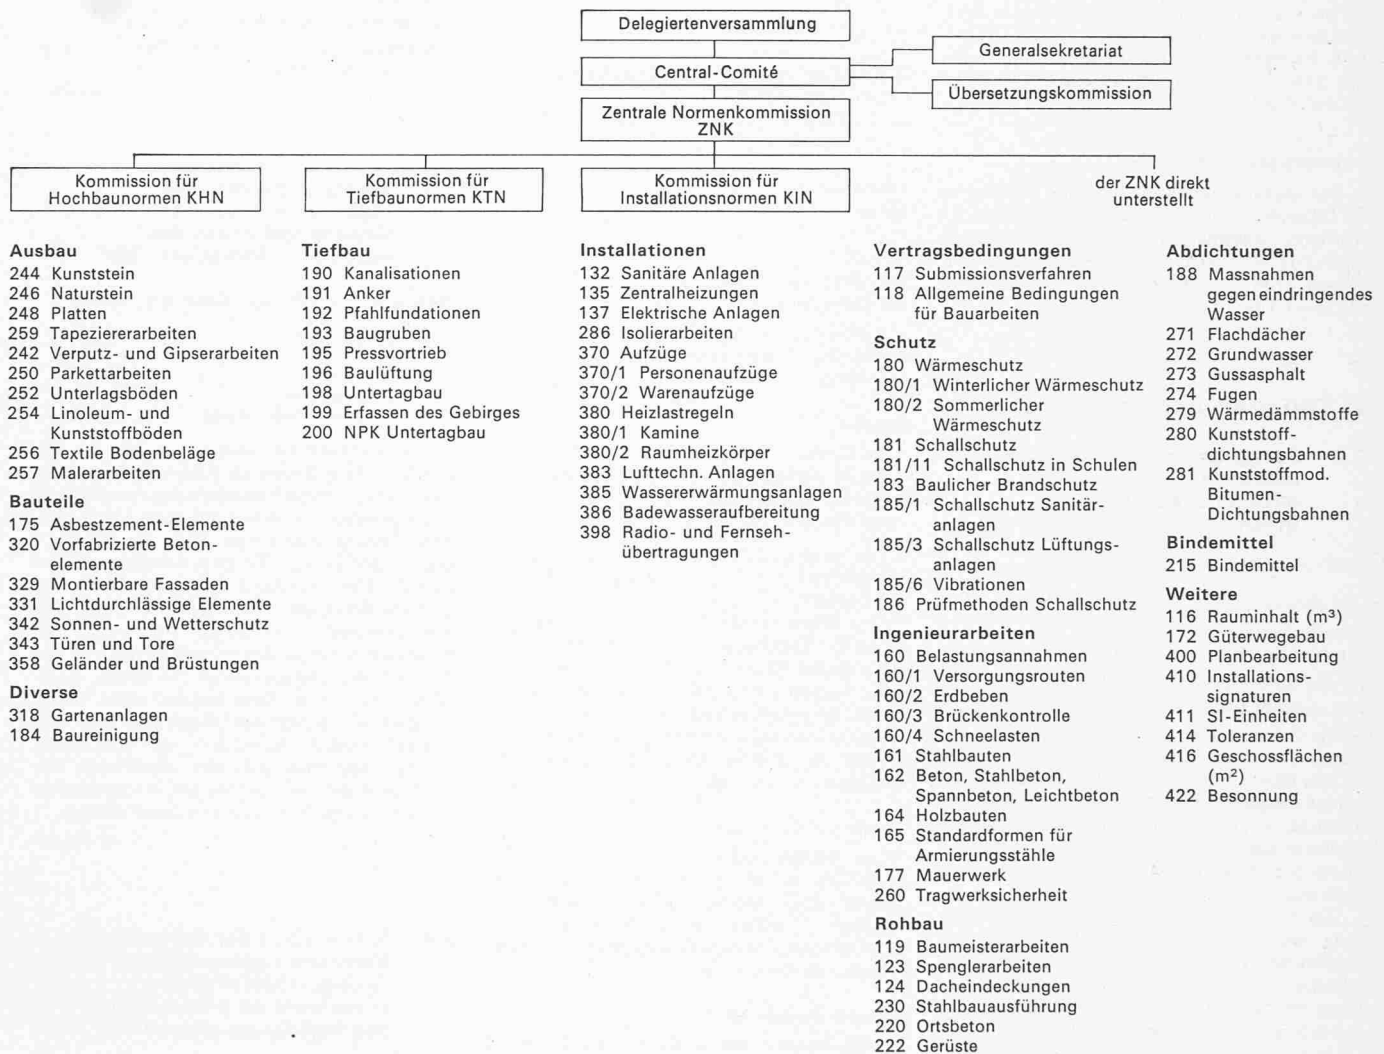 Delegiertenversammlung
Central-Comité
Generalsekretariat
Übersetzungskommission
Zentrale Normenkommission
ZNK
Kommission für
Hochbaunormen KHN
Kommission für
Tiefbaunormen KTN
Kommission für
Installationsnormen KIN
der ZNK direkt
unterstellt
Ausbau
244 Kunststein
246 Naturstein
248 Platten
259 Tapeziererarbeiten
242 Verputz- und Gipserarbeiten
250 Parkettarbeiten
252 Unterlagsböden
254 Linoleum- und
Kunststoffböden
256 Textile Bodenbeläge
257 Malerarbeiten
Bauteile
175 Asbestzement-Elemente
320 Vorfabrizierte Beton-
elemente
329 Montierbare Fassaden
331 Lichtdurchlässige Elemente
342 Sonnen- und Wetterschutz
343 Türen und Tore
358 Geländer und Brüstungen
Diverse
318 Gartenanlagen
184 Baureinigung
Tiefbau
190 Kanalisationen
191 Anker
192 Pfahlfundationen
193 Baugruben
195 Pressvortrieb
196 Baulüftung
198 Untertagbau
199 Erfassen des Gebirges
200 NPK Untertagbau
Installationen
132 Sanitäre Anlagen
135 Zentralheizungen
137 Elektrische Anlagen
286 Isolierarbeiten
370 Aufzüge
370/1 Personenaufzüge
370/2 Warenaufzüge
380 Heizlastregeln
380/1 Kamine
380/2 Raumheizkörper
383 Lufttechn. Anlagen
385 Wassererwärmungsanlagen
386 Badewasseraufbereitung
398 Radio- und Fernseh-
übertragungen
Vertragsbedingungen
117 Submissionsverfahren
118 Allgemeine Bedingungen
für Bauarbeiten
Schutz
180 Wärmeschutz
180/1 Winterlicher Wärmeschutz
180/2 Sommerlicher
Wärmeschutz
181 Schallschutz
181/11 Schallschutz in Schulen
183 Baulicher Brandschutz
185/1 Schallschutz Sanitär-
anlagen
185/3 Schallschutz Lüftungs-
anlagen
185/6 Vibrationen
186 Prüfmethoden Schallschutz
Ingenieurarbeiten
160 Belastungsannahmen
160/1 Versorgungsrouten
160/2 Erdbeben
160/3 Brückenkontrolle
160/4 Schneelasten
161 Stahlbauten
162 Beton, Stahlbeton,
Spannbeton, Leichtbeton
164 Holzbauten
165 Standardformen für
Armierungsstähle
177 Mauerwerk
260 Tragwerksicherheit
Rohbau
119 Baumeisterarbeiten
123 Spenglerarbeiten
124 Dacheindeckungen
230 Stahlbauausführung
220 Ortsbeton
222 Gerüste
Abdichtungen
188 Massnahmen
gegen eindringendes
Wasser
271 Flachdächer
272 Grundwasser
273 Gussasphalt
274 Fugen
279 Wärmedämmstoffe
280 Kunststoff-
dichtungsbahnen
281 Kunststoffmod.
Bitumen-
Dichtungsbahnen
Bindemittel
215 Bindemittel
Weitere
116 Rauminhalt (m³)
172 Güterwegebau
400 Planbearbeitung
410 Installations-
signaturen
411 SI-Einheiten
414 Toleranzen
416 Geschossflächen
(m²)
422 Besonnung